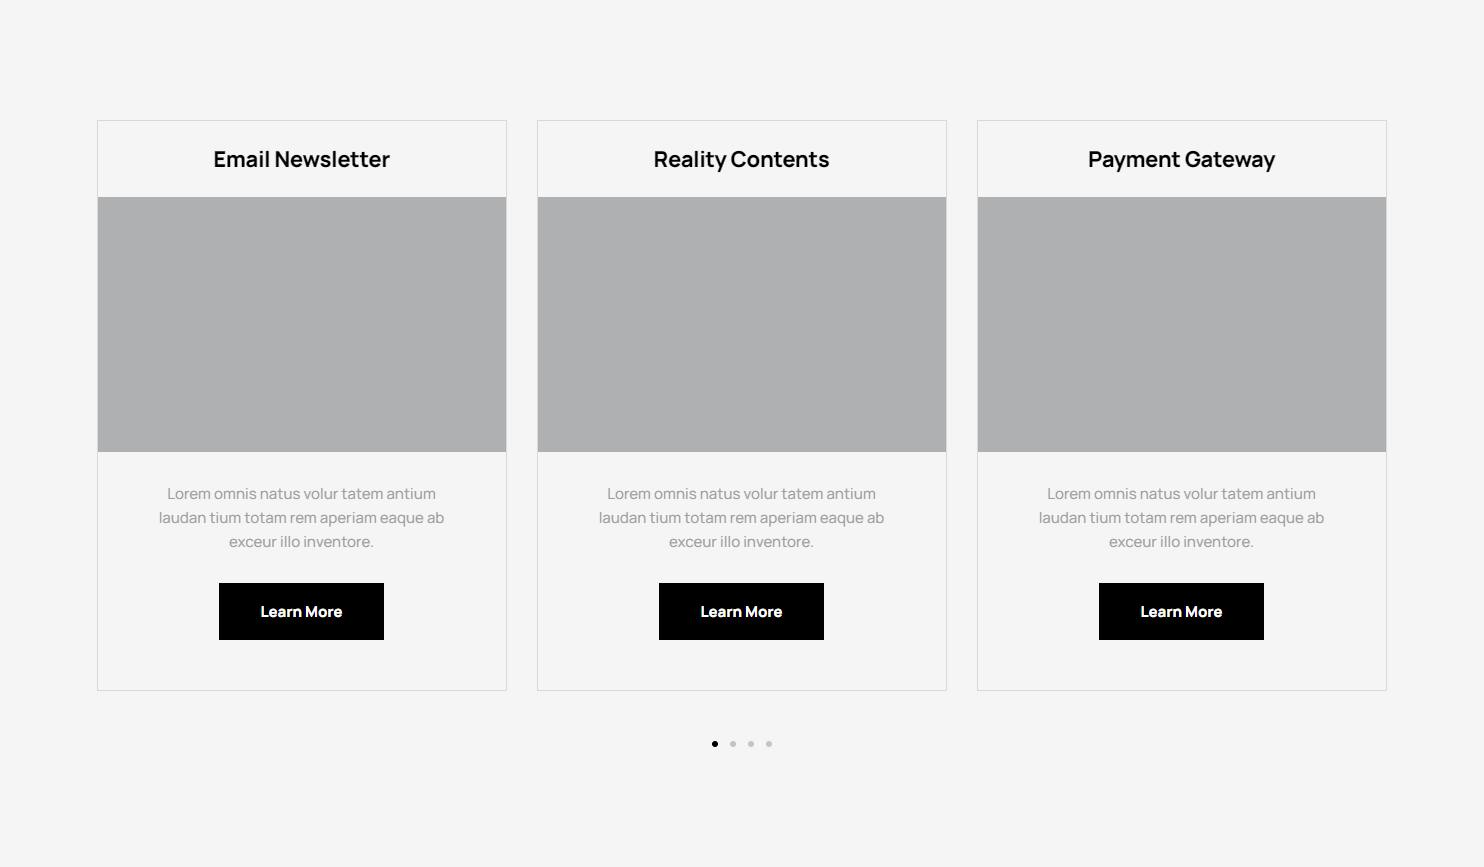 Email Newsletter
Lorem omnis natus volur tatem antium
laudan tium totam rem aperiam eaque ab
exceur illo inventore.
Learn More
Reality Contents
Lorem omnis natus volur tatem antium
laudan tium totam rem aperiam eaque ab
exceur illo inventore.
Learn More
Payment Gateway
Lorem omnis natus volur tatem antium
laudan tium totam rem aperiam eaque ab
exceur illo inventore.
Learn More